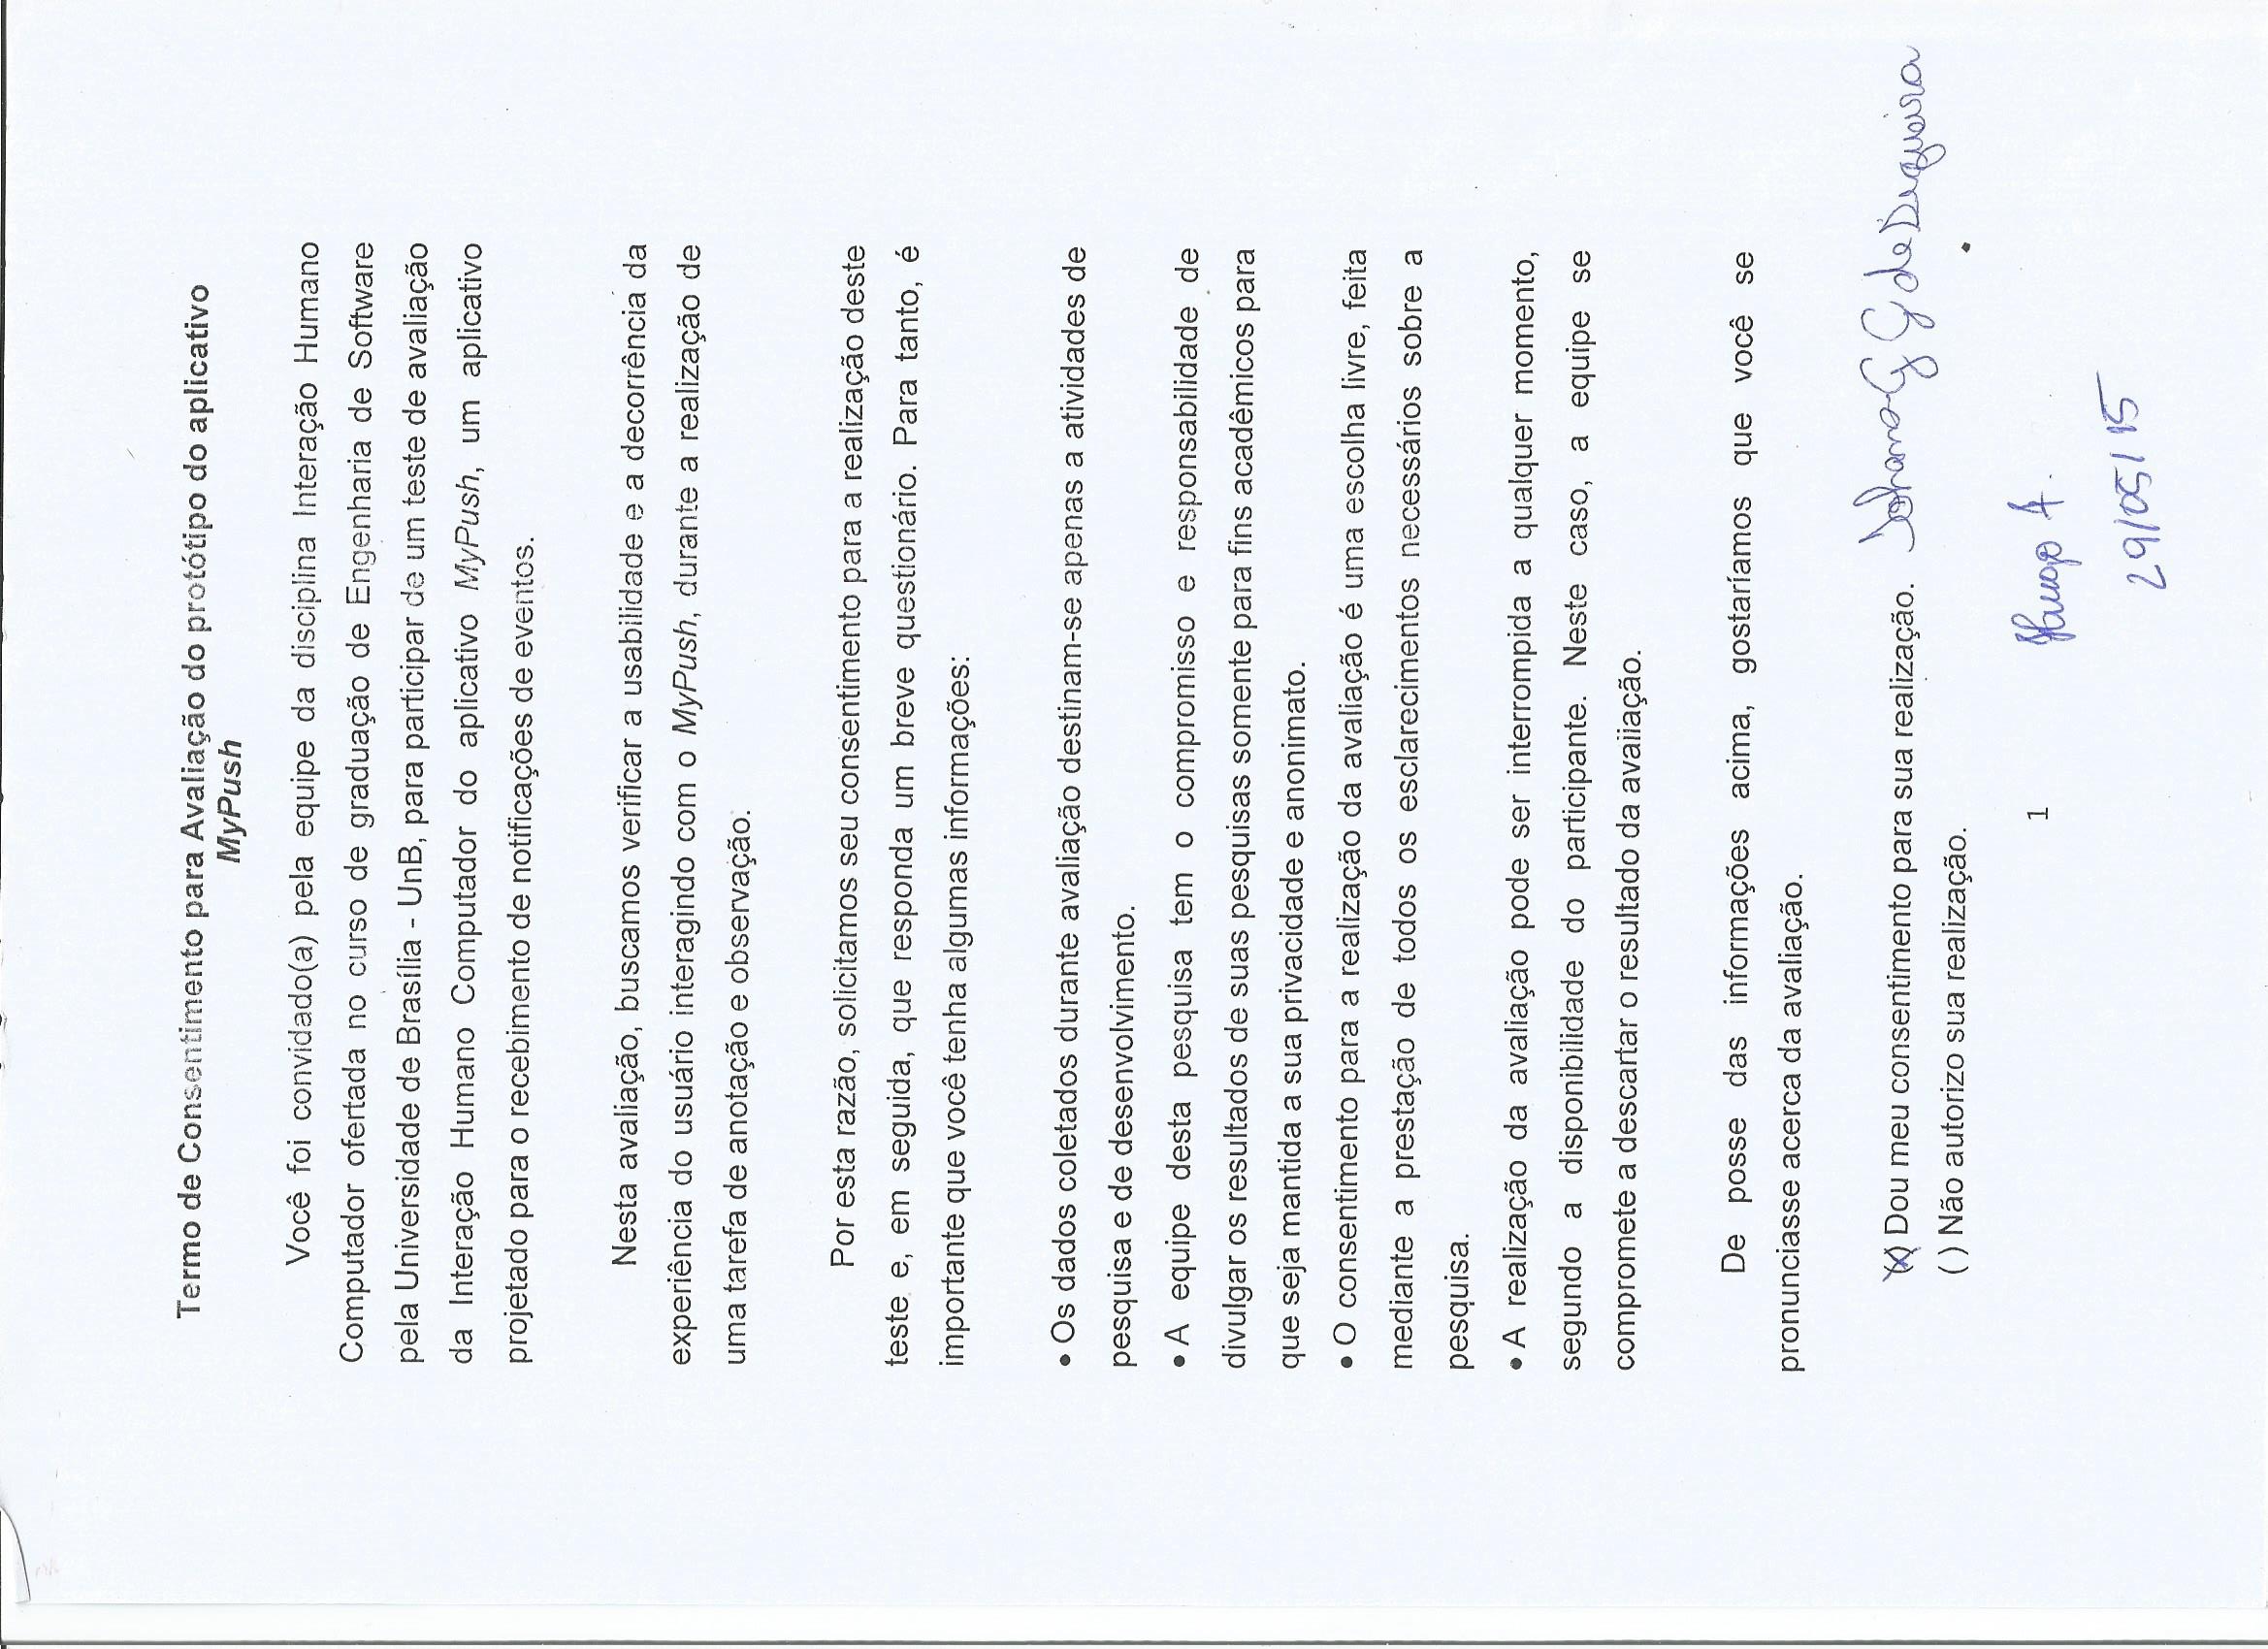 Termo de Consentimento para Avaliação do protótipo do aplicativo
MyPush
Você foi convidado(a) pela equipe da disciplina Interação Humano
Computador ofertada no curso de graduação de Engenharia de Software
pela Universidade de Brasília - UnB, para participar de um teste de avaliação
da Interação Humano Computador do aplicativo MyPush, um aplicativo
projetado para o recebimento de notificações de eventos.
Nesta avaliação, buscamos verificar a usabilidade e a decorrência da
experiência do usuário interagindo com o MyPush, durante a realização de
uma tarefa de anotação e observação.
Por esta razão, solicitamos seu consentimento para a realização deste
teste e, em seguida, que responda um breve questionário. Para tanto, é
importante que você tenha algumas informações:
• Os dados coletados durante avaliação destinam-se apenas a atividades de
pesquisa e de desenvolvimento.
• A equipe desta pesquisa tem o compromisso e responsabilidade de
divulgar os resultados de suas pesquisas somente para fins acadêmicos para
que seja mantida a sua privacidade e anonimato.
• O consentimento para a realização da avaliação é uma escolha livre, feita
mediante a prestação de todos os esclarecimentos necessários sobre a
pesquisa.
• A realização da avaliação pode ser interrompida a qualquer momento,
segundo a disponibilidade do participante. Neste caso, a equipe se
compromete a descartar o resultado da avaliação.
De posse das informações acima, gostaríamos que você se
pronunciasse acerca da avaliação.
(X) Dou meu consentimento para sua realização.
( ) Não autorizo sua realização.
1
29/05/15